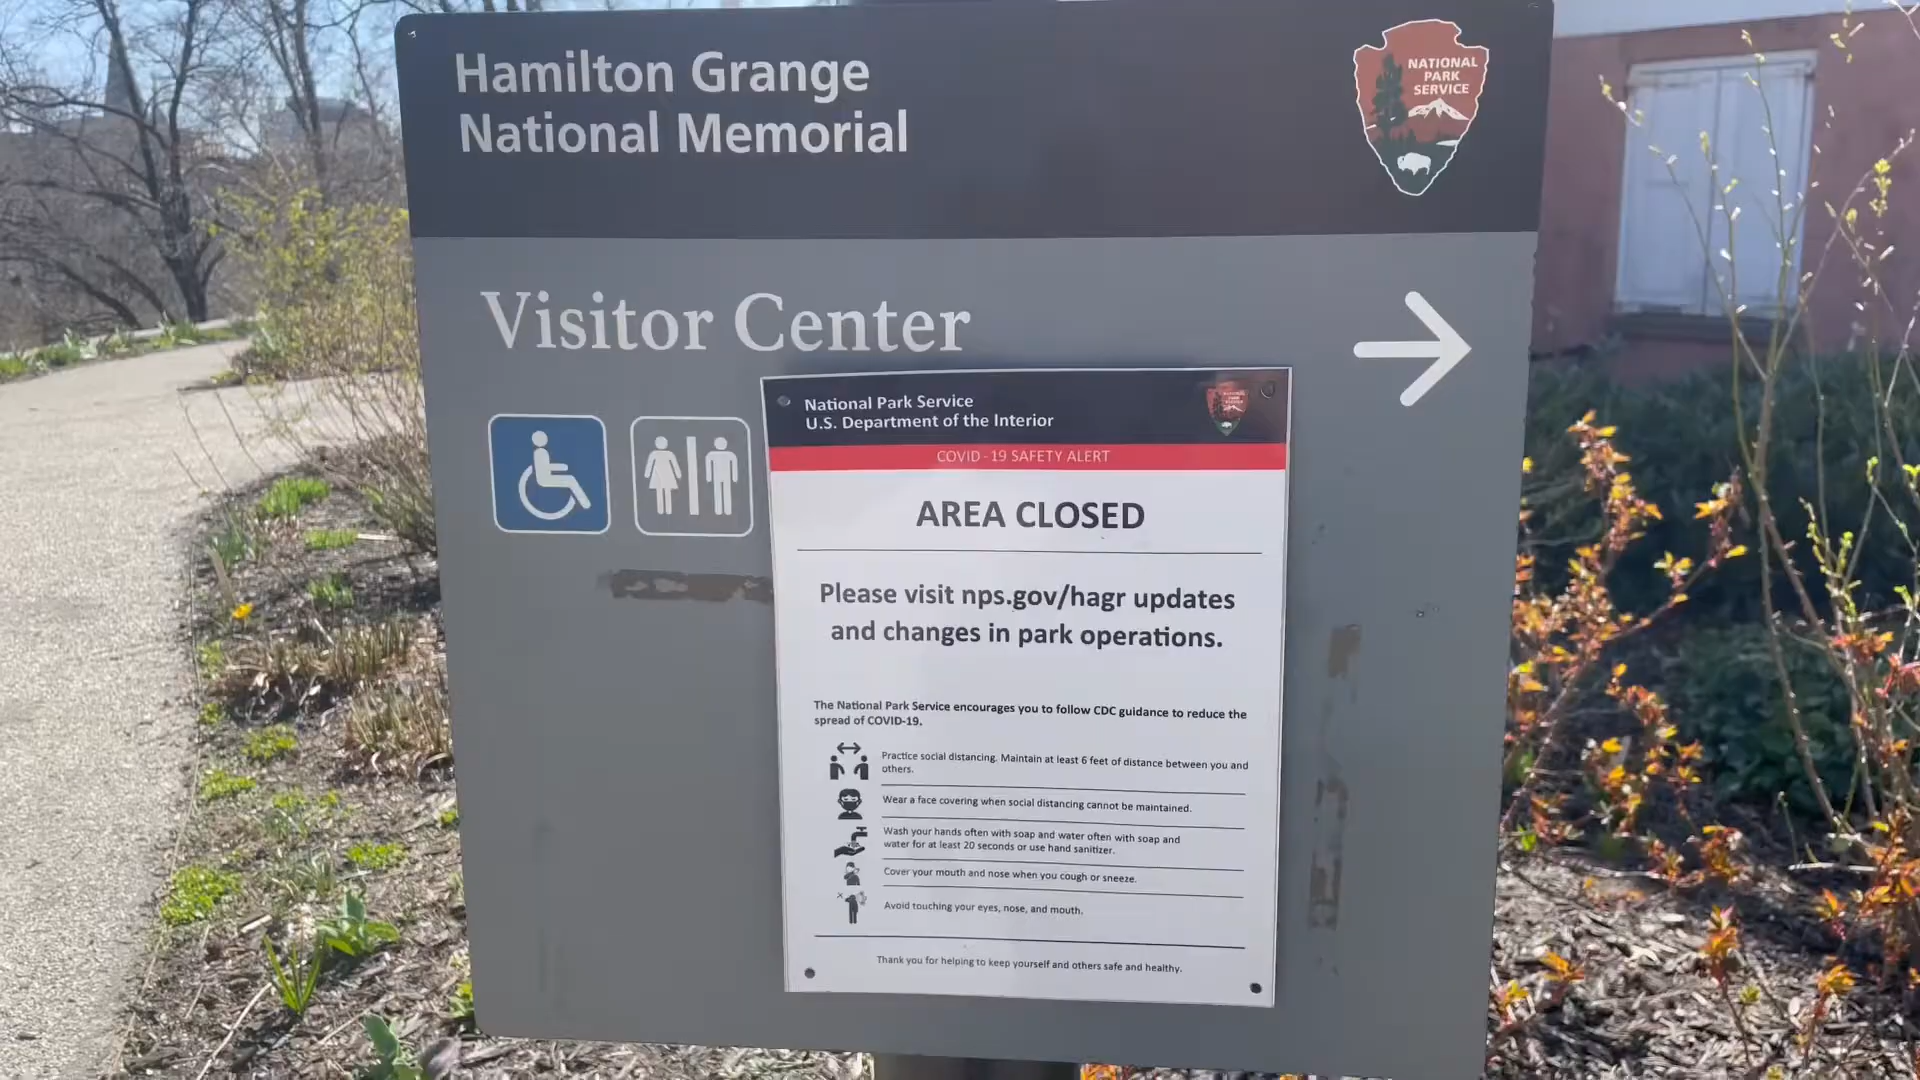 Hamilton Grange
National Memorial
NATIONAL
PARK
SERVICE
Visitor Center
National Park Service
U.S. Department of the Interior
COVID - 19 SAFETY ALERT
AREA CLOSED
Please visit nps.gov/hagr updates
and changes in park operations.
The National Park Service encourages you to follow CDC guidance to reduce the
spread of COVID-19.
Practice social distancing. Maintain at least 6 feet of distance between you and
others.
Wear a face covering when social distancing cannot be maintained.
Wash your hands often with soap and water often with soap and
water for at least 20 seconds or use hand sanitizer.
Cover your mouth and nose when you cough or sneeze.
Avoid touching your eyes, nose, and mouth.
Thank you for helping to keep yourself and others safe and healthy.